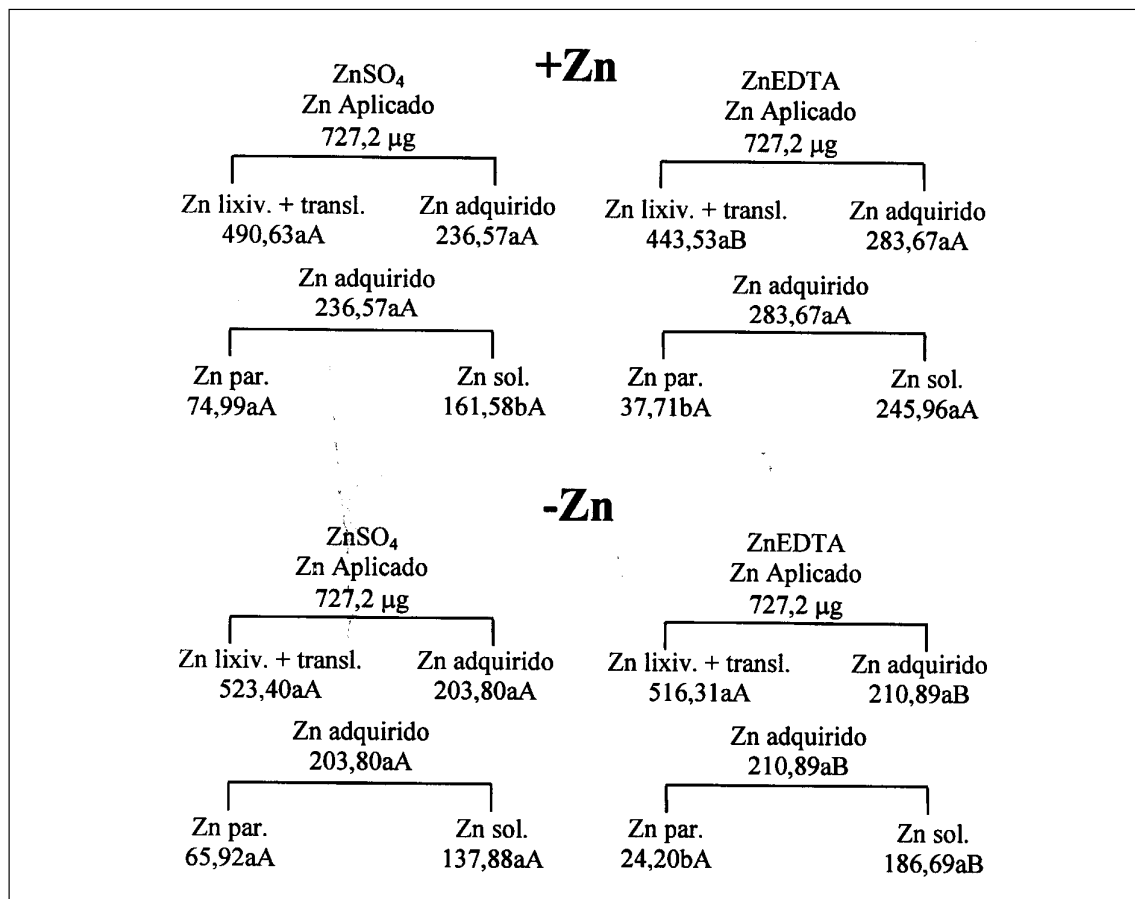 +Zn
ZnSO₄
Zn Aplicado
727,2 µg
Zn lixiv. + transl.
490,63aA
Zn adquirido
236,57aA
Zn adquirido
236,57aA
Zn par.
74,99aA
Zn sol.
161,58bA
ZnEDTA
Zn Aplicado
727,2 µg
Zn lixiv. + transl.
443,53aB
Zn adquirido
283,67aA
Zn adquirido
283,67aA
Zn par.
37,71bA
Zn sol.
245,96aA
-Zn
ZnSO₄
Zn Aplicado
727,2 µg
Zn lixiv. + transl.
523,40aA
Zn adquirido
203,80aA
Zn adquirido
203,80aA
Zn par.
65,92aA
Zn sol.
137,88aA
ZnEDTA
Zn Aplicado
727,2 µg
Zn lixiv. + transl.
516,31aA
Zn adquirido
210,89aB
Zn adquirido
210,89aB
Zn par.
24,20bA
Zn sol.
186,69aB